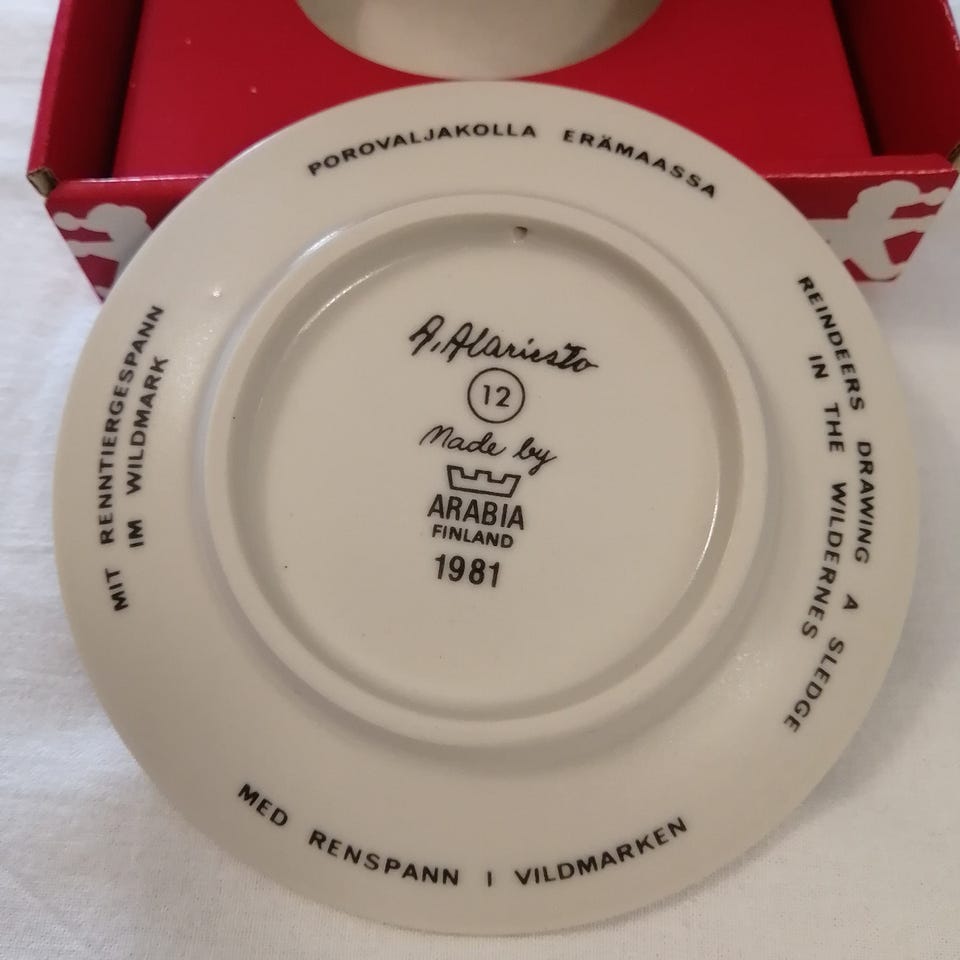 POROVALJAKOLLA ERÄMAASSA
REINDEERS DRAWING A SLEDGE
IN THE WILDERNES
MED RENSPANN I VILDMARKEN
MIT RENNTIERGESPANN
IM WILDMARK
A. Alariesto
12
Made by
ARABIA
FINLAND
1981